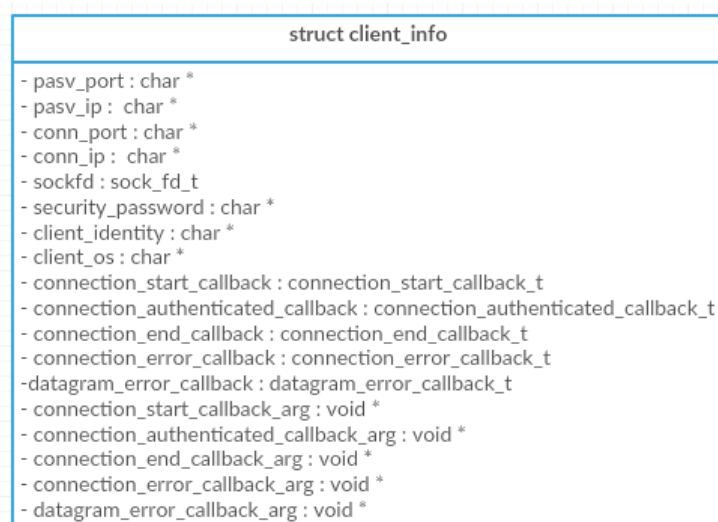 struct client_info
- pasv_port : char *
- pasv_ip :  char *
- conn_port : char *
- conn_ip :  char *
- sockfd : sock_fd_t
- security_password : char *
- client_identity : char *
- client_os : char *
- connection_start_callback : connection_start_callback_t
- connection_authenticated_callback : connection_authenticated_callback_t
- connection_end_callback : connection_end_callback_t
- connection_error_callback : connection_error_callback_t
-datagram_error_callback : datagram_error_callback_t
- connection_start_callback_arg : void *
- connection_authenticated_callback_arg : void *
- connection_end_callback_arg : void *
- connection_error_callback_arg : void *
- datagram_error_callback_arg : void *